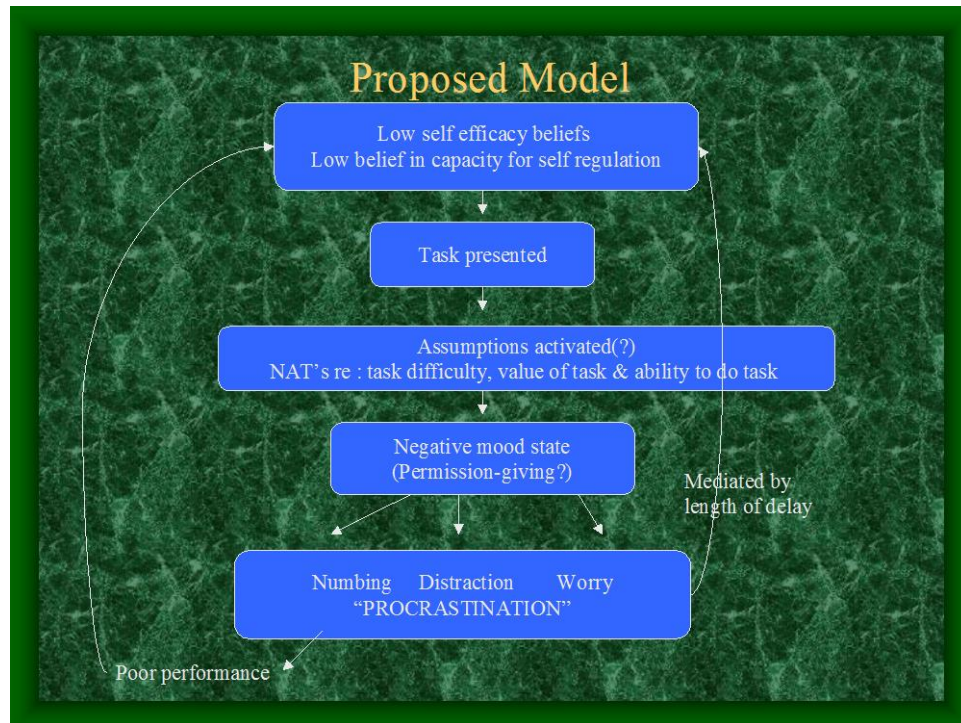 Proposed Model
Low self efficacy beliefs
Low belief in capacity for self regulation
Task presented
Assumptions activated(?)
NAT’s re : task difficulty, value of task & ability to do task
Negative mood state
(Permission-giving?)
Mediated by
length of delay
Numbing Distraction Worry
“PROCRASTINATION”
Poor performance